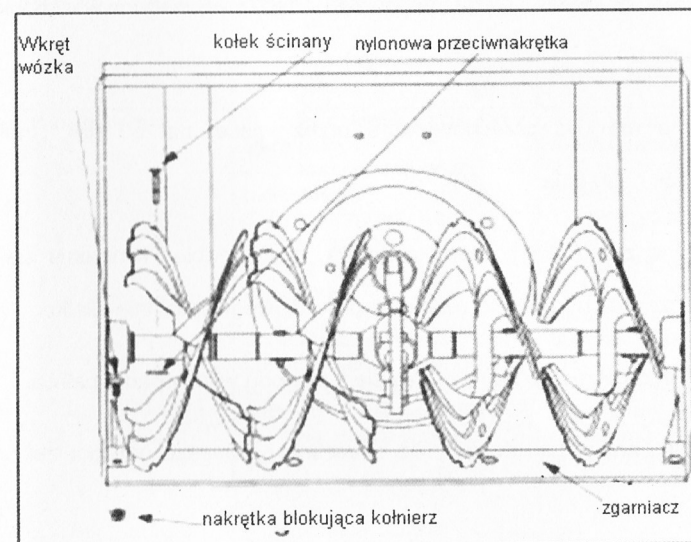 Wkręt
wózka
kołek ścinany
nylonowa przeciwnakrętka
zgarniacz
nakrętka blokująca kołnierz